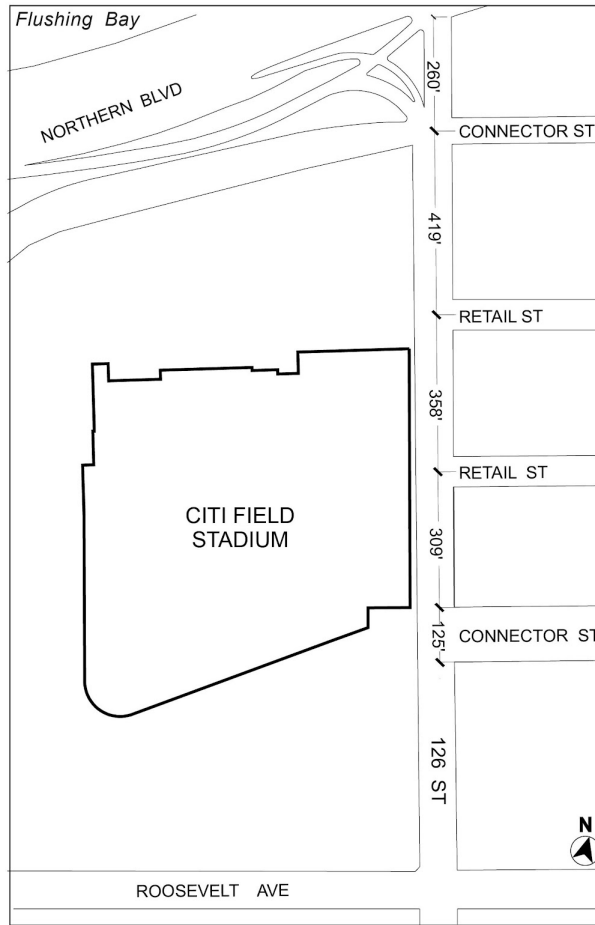 Flushing Bay
NORTHERN BLVD
260'
CONNECTOR ST
419'
RETAIL ST
358'
RETAIL ST
CITI FIELD
STADIUM
309'
125'
CONNECTOR ST
126 ST
N
ROOSEVELT AVE